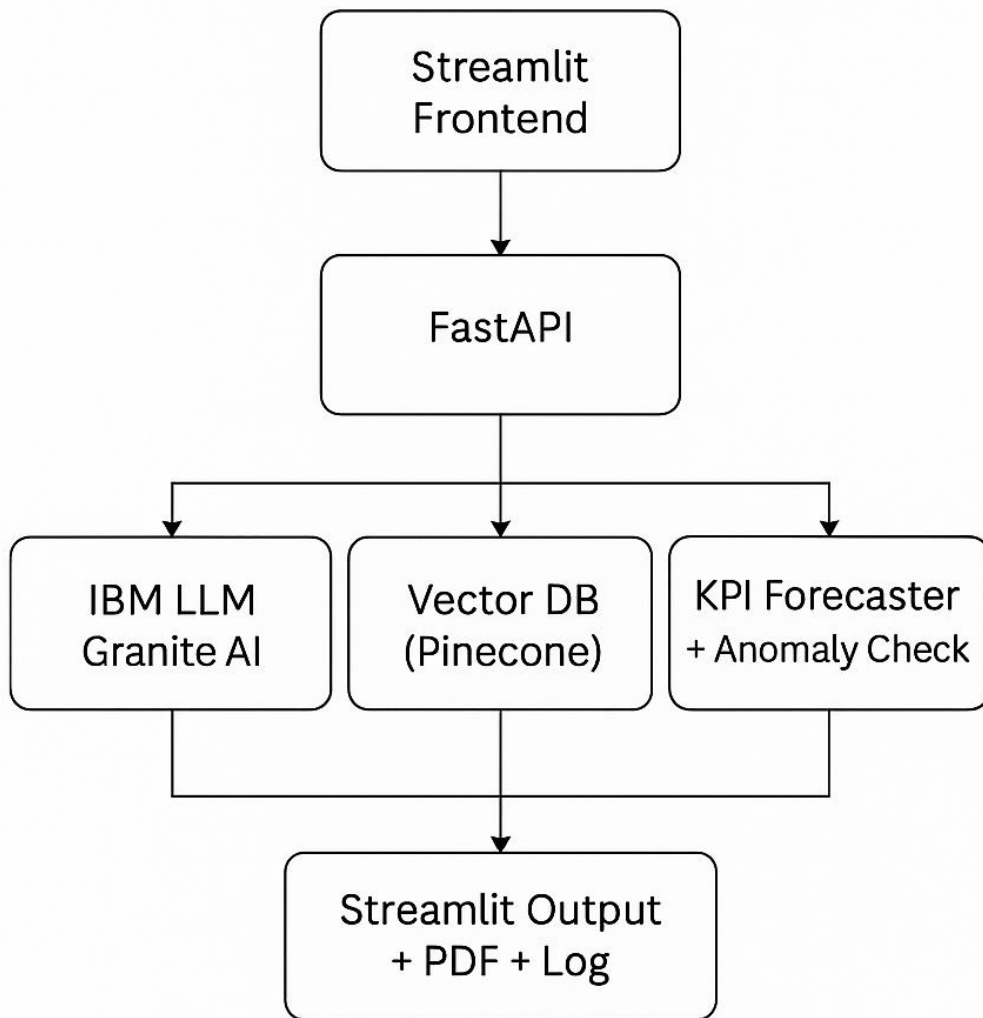 Streamlit
Frontend
FastAPI
IBM LLM
Granite AI
Vector DB
(Pinecone)
KPI Forecaster
+ Anomaly Check
Streamlit Output
+ PDF + Log